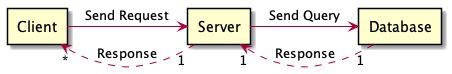 Client
Send Request
Server
Send Query
Database
* Response 1
1 Response 1